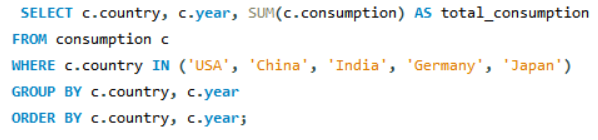 SELECT c.country, c.year, SUM(c.consumption) AS total_consumption
FROM consumption c
WHERE c.country IN ('USA', 'China', 'India', 'Germany', 'Japan')
GROUP BY c.country, c.year
ORDER BY c.country, c.year;